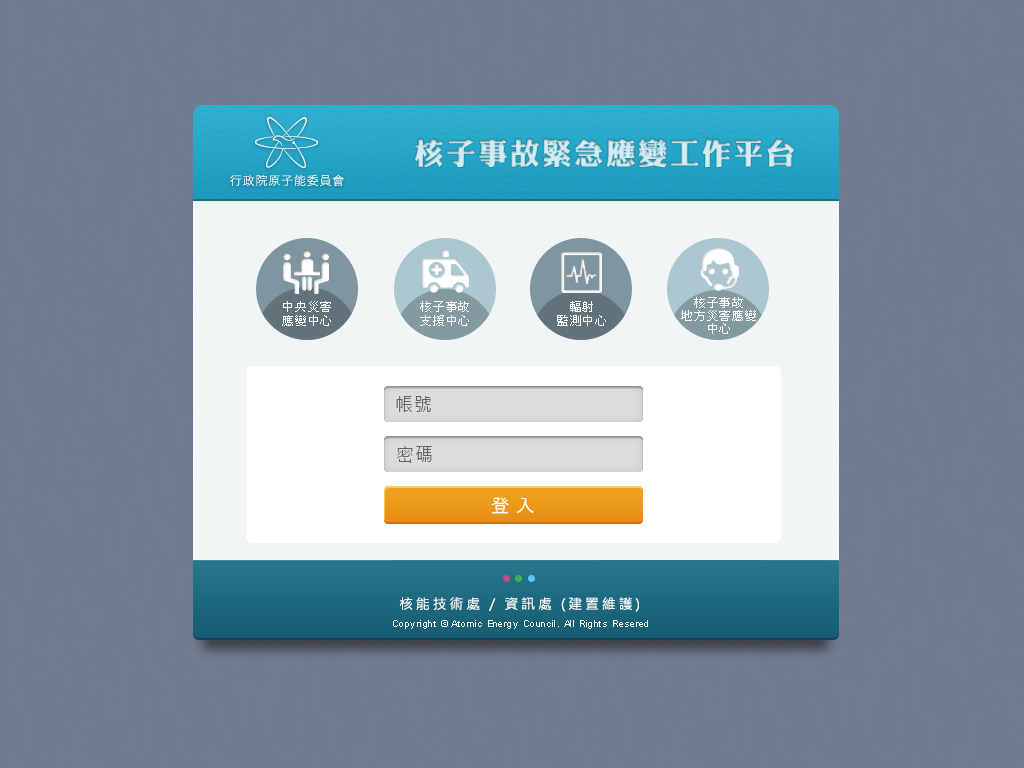 行政院原子能委員會
核子事故緊急應變工作平台
中央災害
應變中心
核子事故
支援中心
輻射
監測中心
核子事故
地方災害應變
中心
帳號
密碼
登入
核能技術處 / 資訊處 (建置維護)
Copyright © Atomic Energy Council. All Rights Resered